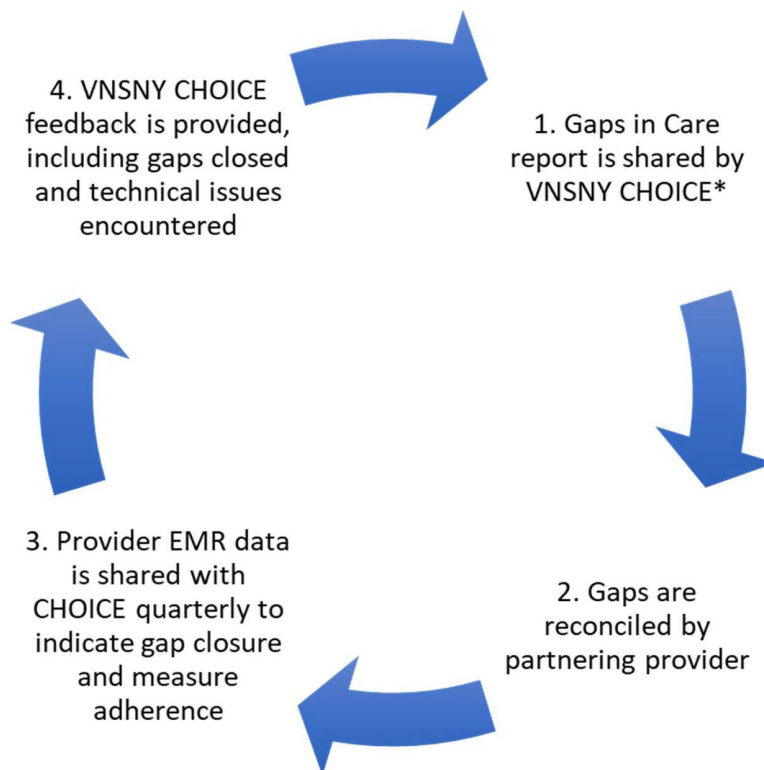 1. Gaps in Care
report is shared by
VNSNY CHOICE*
2. Gaps are
reconciled by
partnering provider
3. Provider EMR data
is shared with
CHOICE quarterly to
indicate gap closure
and measure
adherence
4. VNSNY CHOICE
feedback is provided,
including gaps closed
and technical issues
encountered